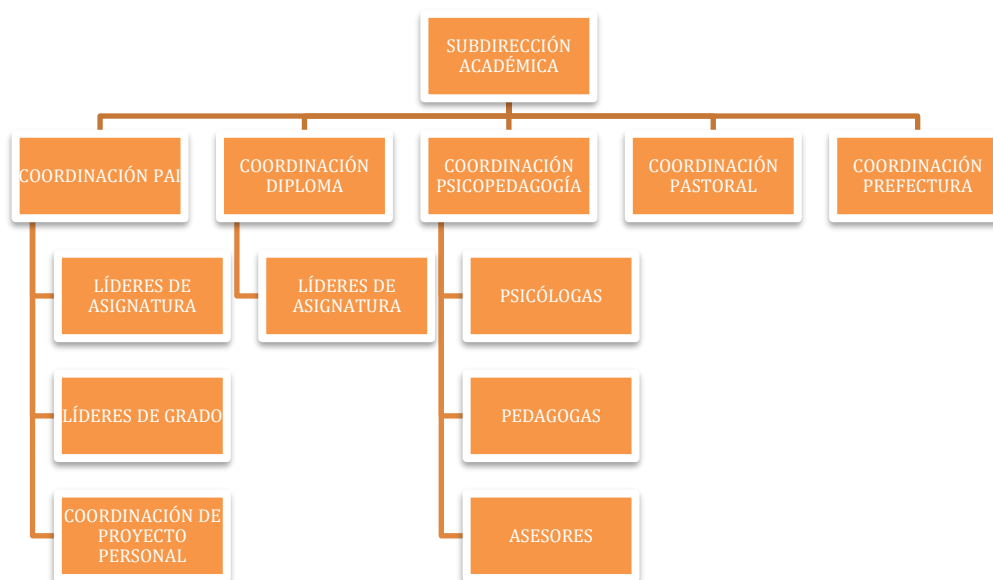 SUBDIRECCIÓN
ACADÉMICA
COORDINACIÓN PAI
COORDINACIÓN
DIPLOMA
COORDINACIÓN
PSICOPEDAGOGÍA
COORDINACIÓN
PASTORAL
COORDINACIÓN
PREFECTURA
LÍDERES DE
ASIGNATURA
LÍDERES DE
ASIGNATURA
PSICÓLOGAS
LÍDERES DE GRADO
PEDAGOGAS
COORDINACIÓN DE
PROYECTO
PERSONAL
ASESORES